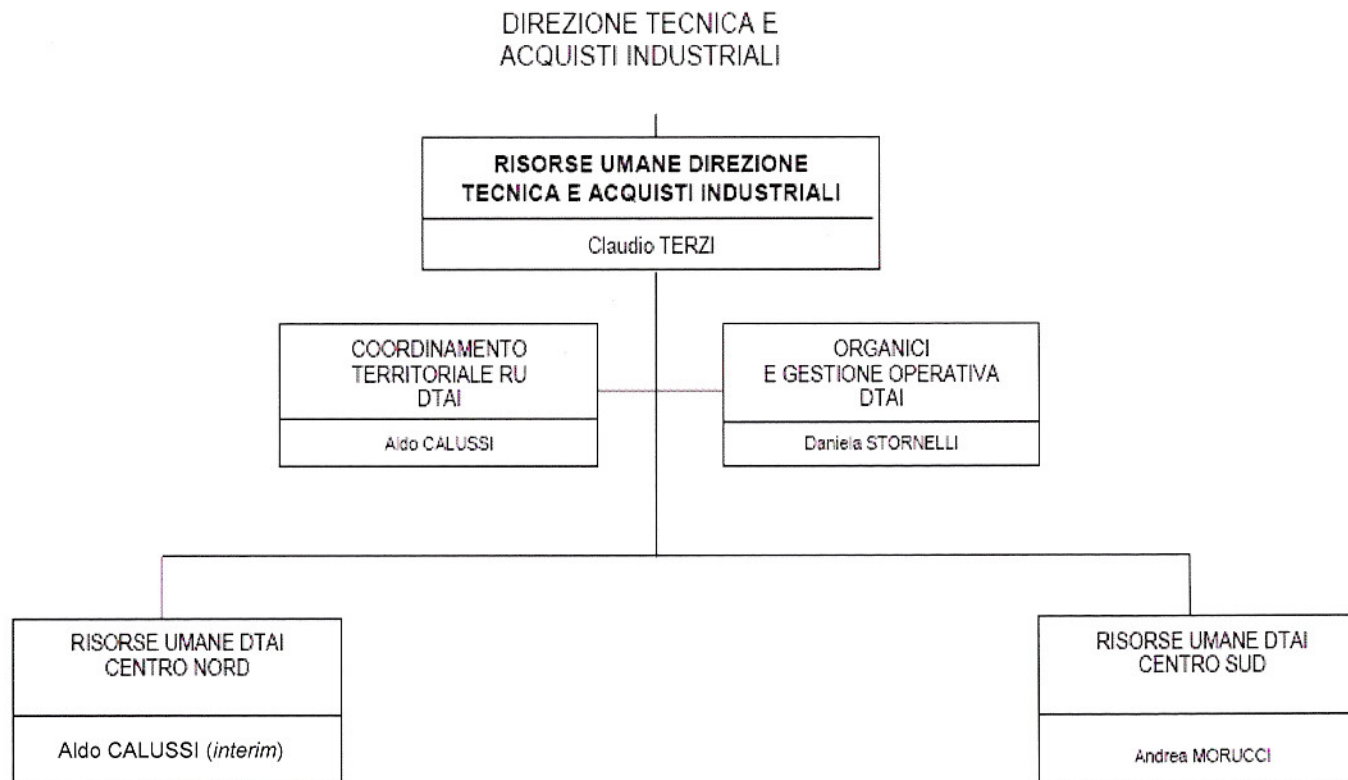 DIREZIONE TECNICA E
ACQUISTI INDUSTRIALI
RISORSE UMANE DIREZIONE
TECNICA E ACQUISTI INDUSTRIALI
Claudio TERZI
COORDINAMENTO
TERRITORIALE RU
DTAI
Aldo CALUSSI
ORGANICI
E GESTIONE OPERATIVA
DTAI
Daniela STORNELLI
RISORSE UMANE DTAI
CENTRO NORD
Aldo CALUSSI (interim)
RISORSE UMANE DTAI
CENTRO SUD
Andrea MORUCCI